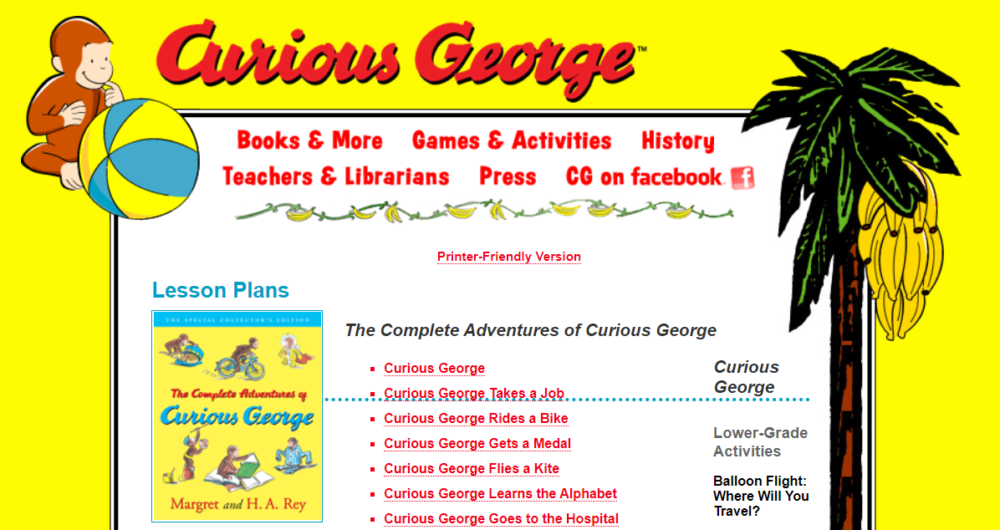 Curious George™
Books & More Games & Activities History
Teachers & Librarians Press CG on facebook f
Printer-Friendly Version
Lesson Plans
THE SPECIAL COLLECTOR'S EDITION
The Complete Adventures of
Curious George
Margret and H. A. Rey
The Complete Adventures of Curious George
Curious George
Curious George Takes a Job
Curious George Rides a Bike
Curious George Gets a Medal
Curious George Flies a Kite
Curious George Learns the Alphabet
Curious George Goes to the Hospital
Curious
George
Lower-Grade
Activities
Balloon Flight:
Where Will You
Travel?